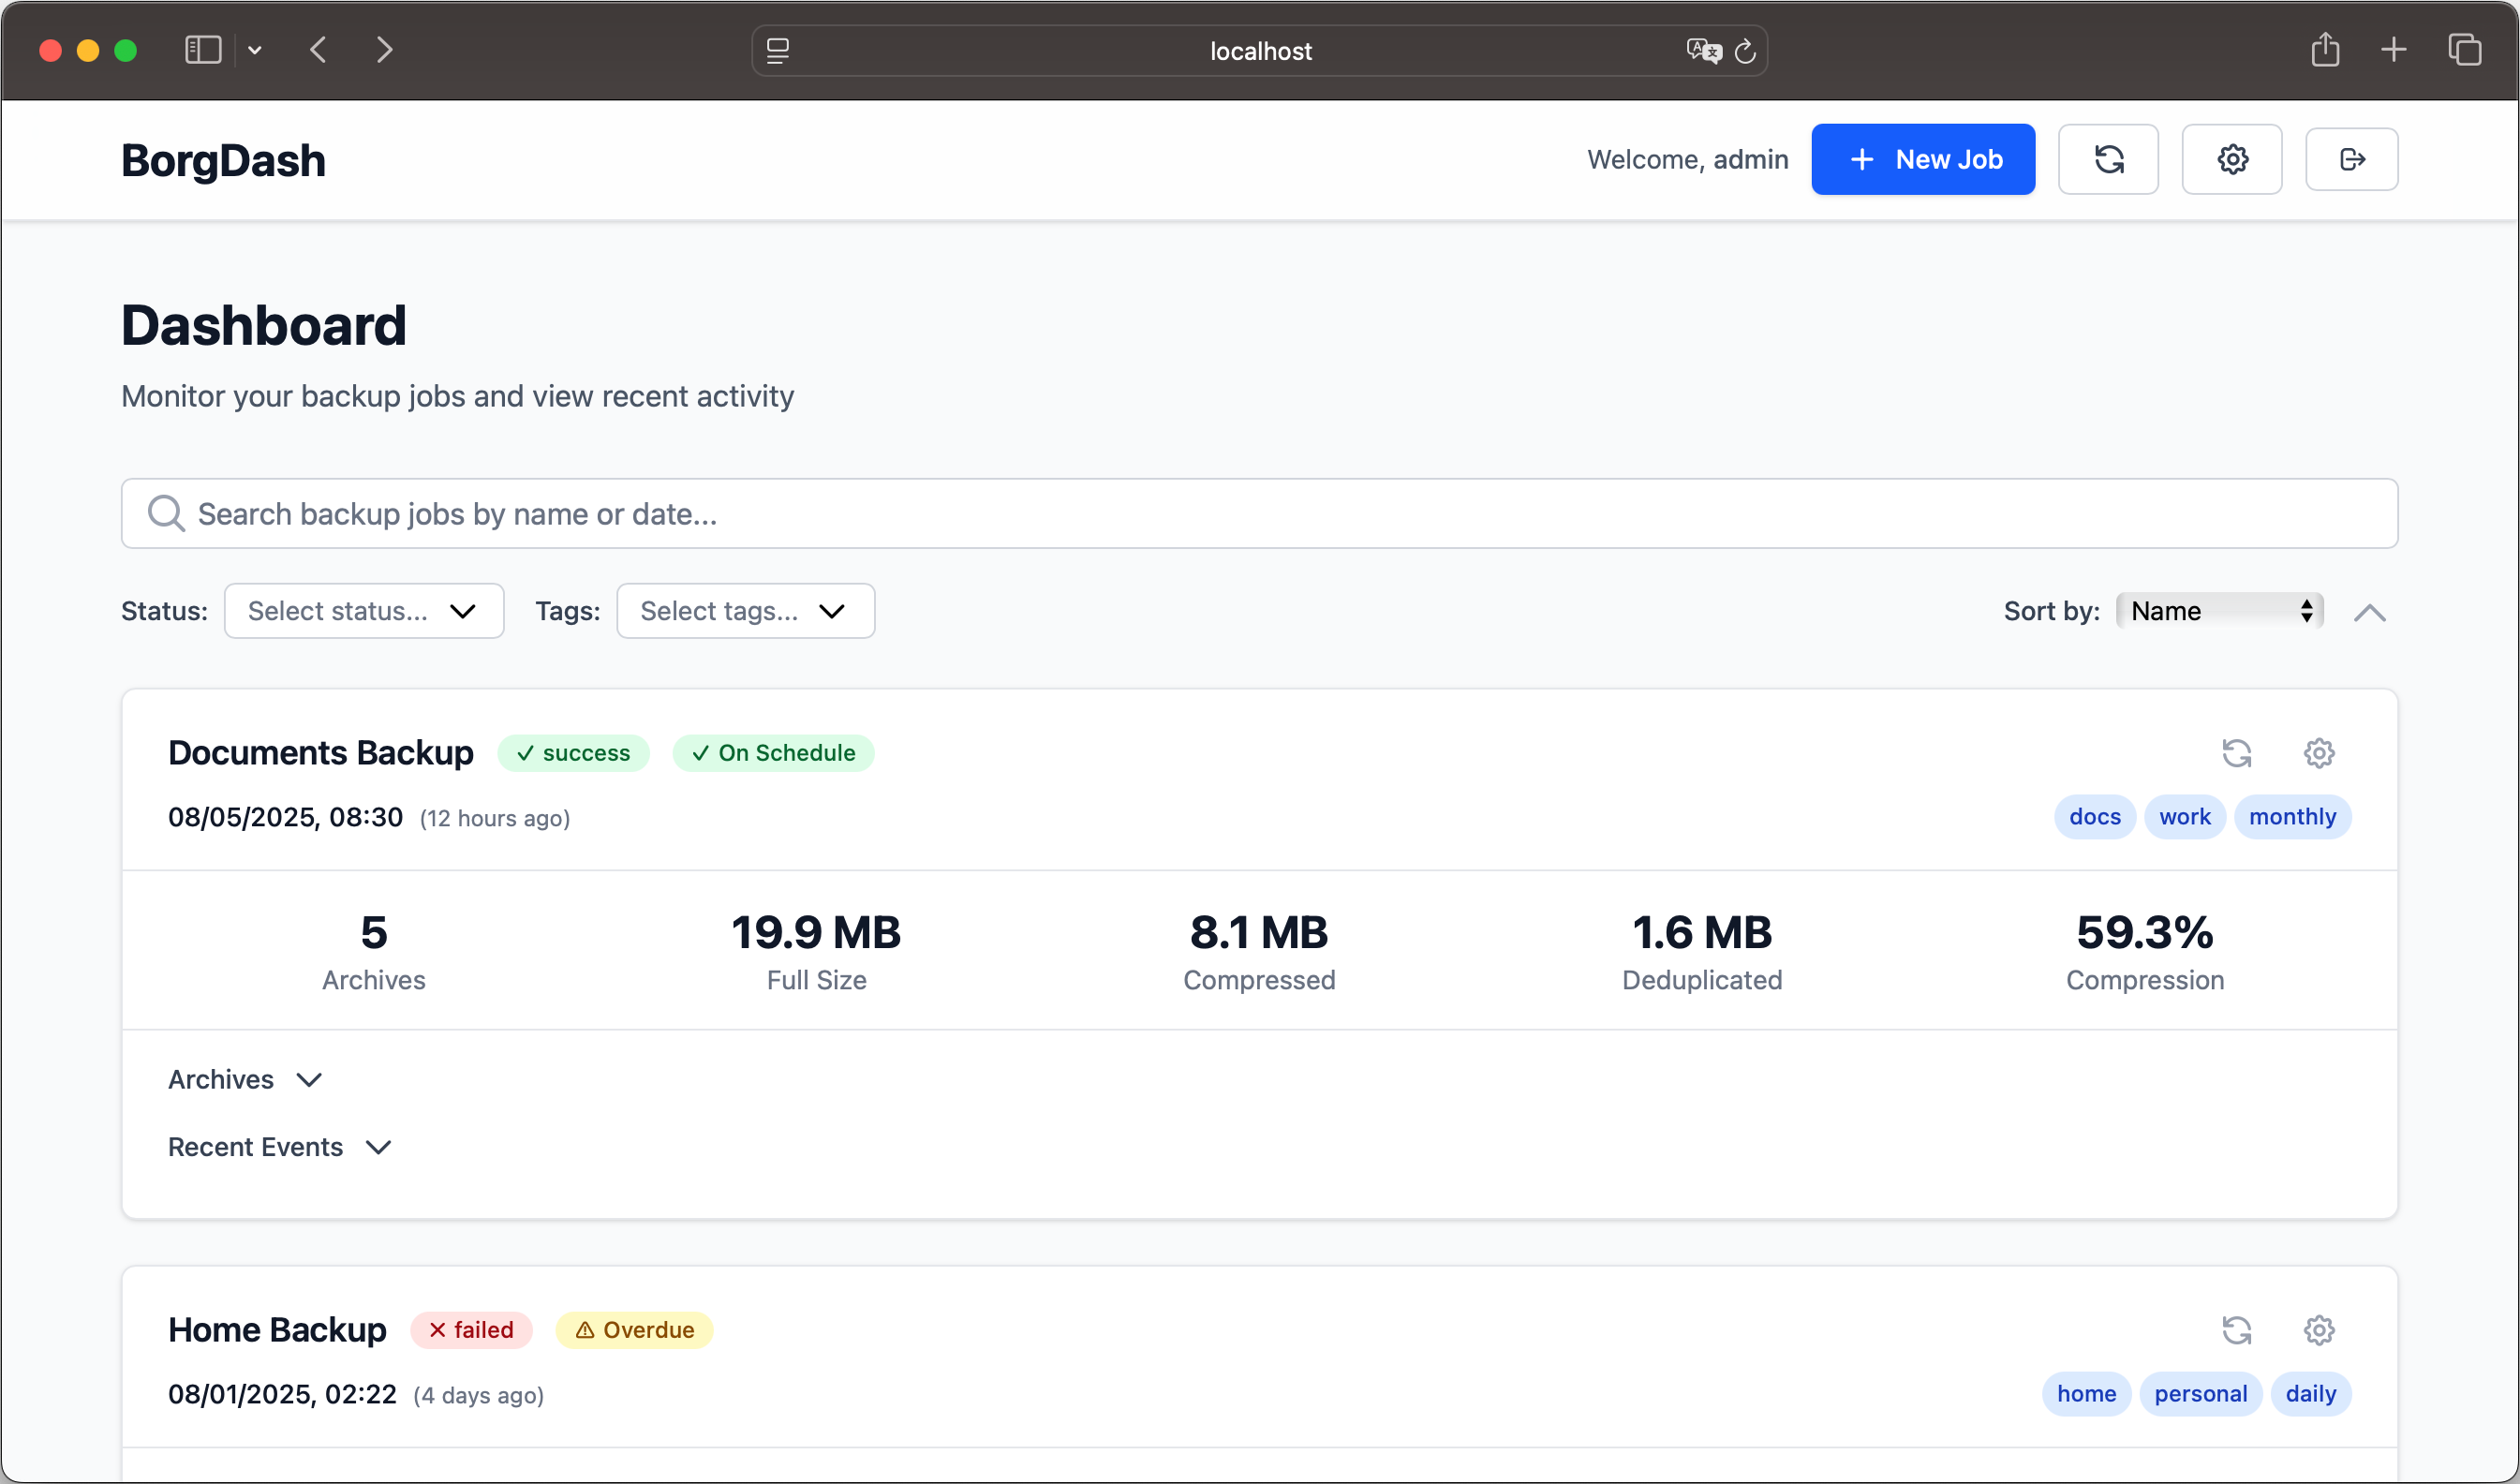 localhost
BorgDash
Welcome, admin
New Job
Dashboard
Monitor your backup jobs and view recent activity
Search backup jobs by name or date...
Status: Select status... Tags: Select tags... Sort by: Name
Documents Backup success On Schedule
08/05/2025, 08:30 (12 hours ago) docs work monthly
5 19.9 MB 8.1 MB 1.6 MB 59.3%
Archives Full Size Compressed Deduplicated Compression
Archives
Recent Events
Home Backup failed Overdue
08/01/2025, 02:22 (4 days ago) home personal daily